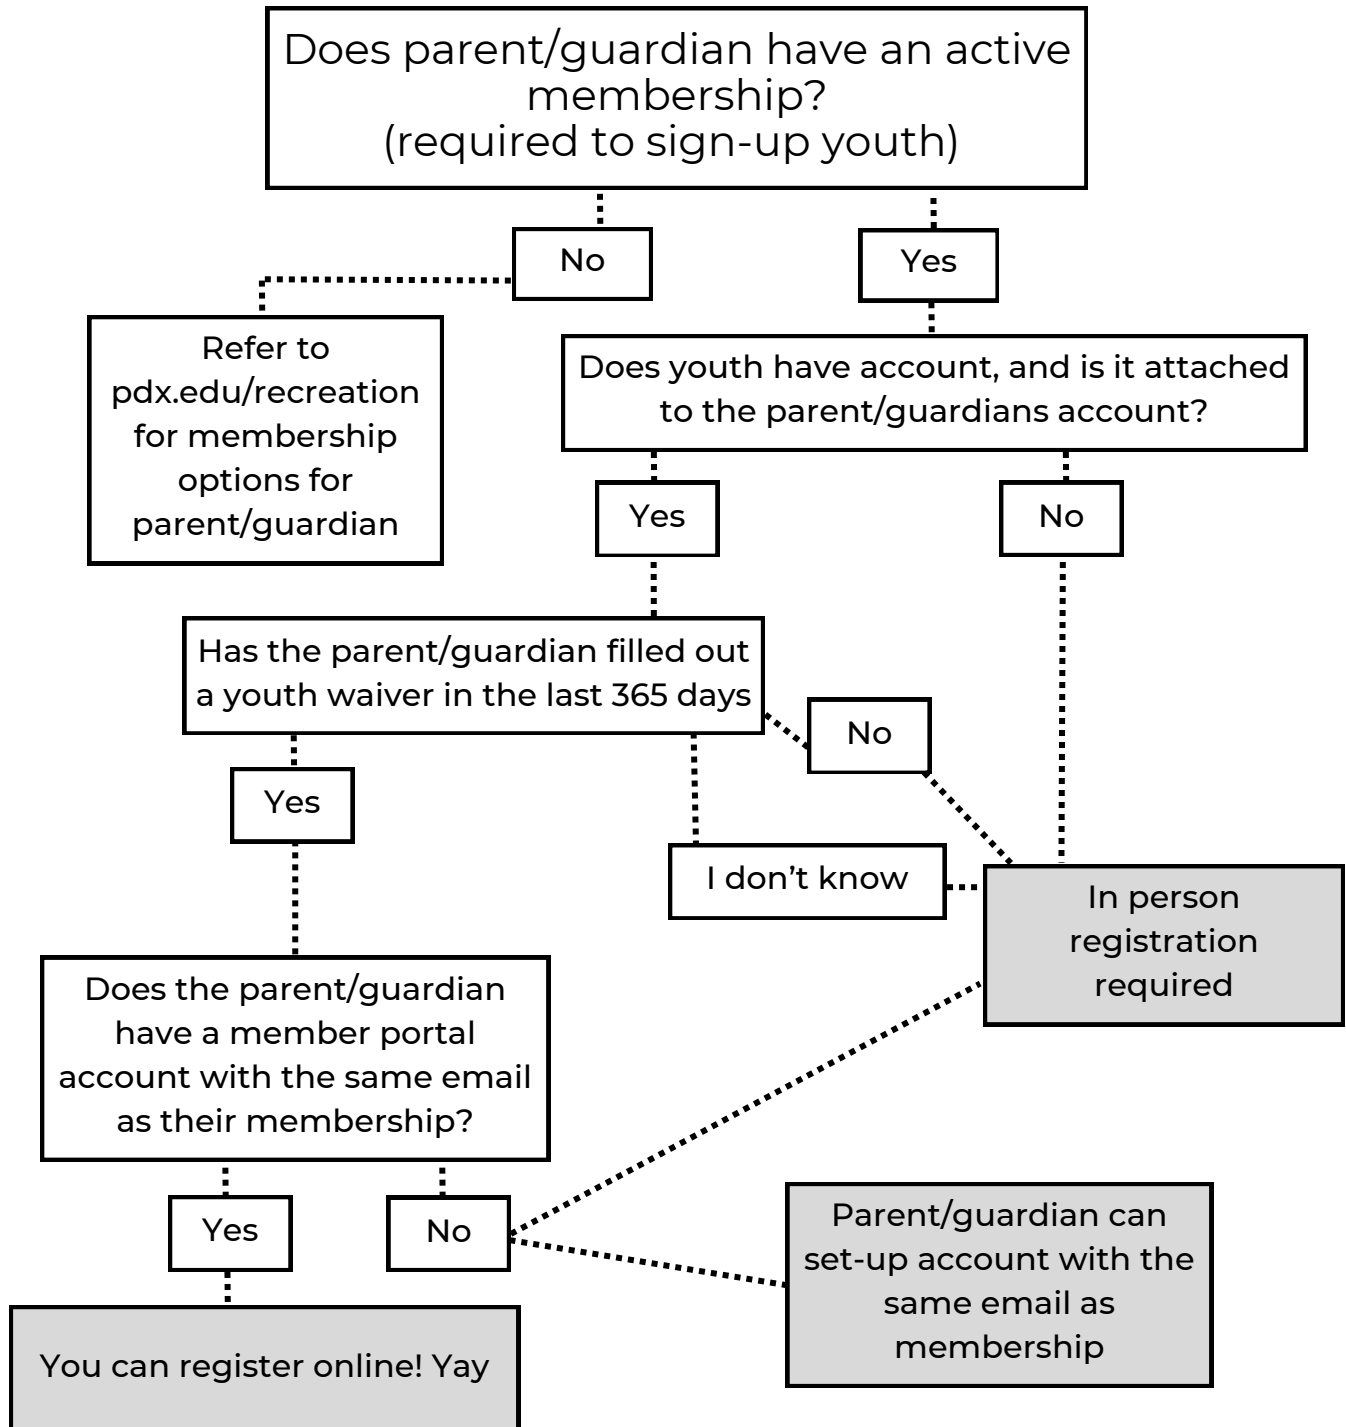 Does parent/guardian have an active
membership?
(required to sign-up youth)
No
Yes
Refer to
pdx.edu/recreation
for membership
options for
parent/guardian
Does youth have account, and is it attached
to the parent/guardians account?
Yes
No
Has the parent/guardian filled out
a youth waiver in the last 365 days
No
Yes
I don't know
In person
registration
required
Does the parent/guardian
have a member portal
account with the same email
as their membership?
Yes
No
Parent/guardian can
set-up account with the
same email as
membership
You can register online! Yay